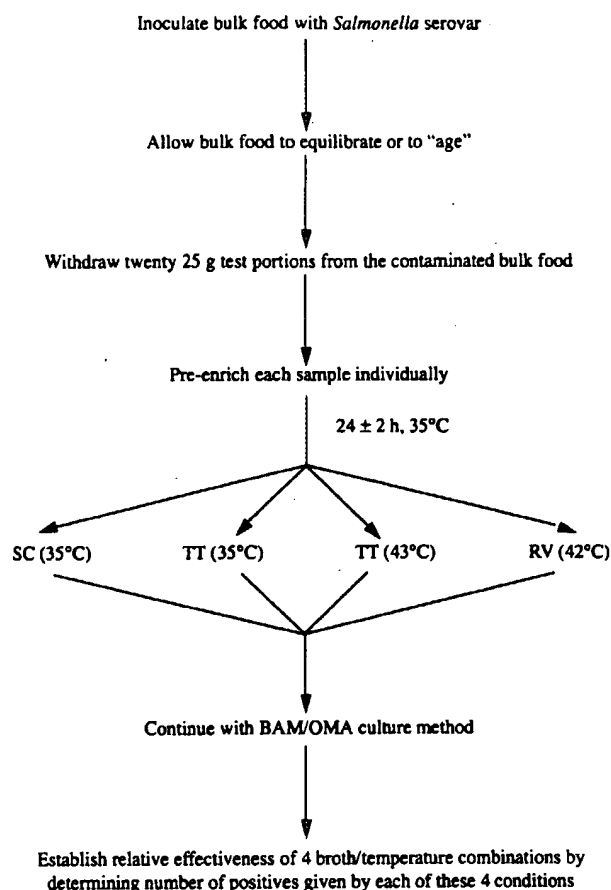 Inoculate bulk food with Salmonella serovar
Allow bulk food to equilibrate or to "age"
Withdraw twenty 25 g test portions from the contaminated bulk food
Pre-enrich each sample individually
24 ± 2 h, 35°C
SC (35°C) TT (35°C) TT (43°C) RV (42°C)
Continue with BAM/OMA culture method
Establish relative effectiveness of 4 broth/temperature combinations by
determining number of positives given by each of these 4 conditions